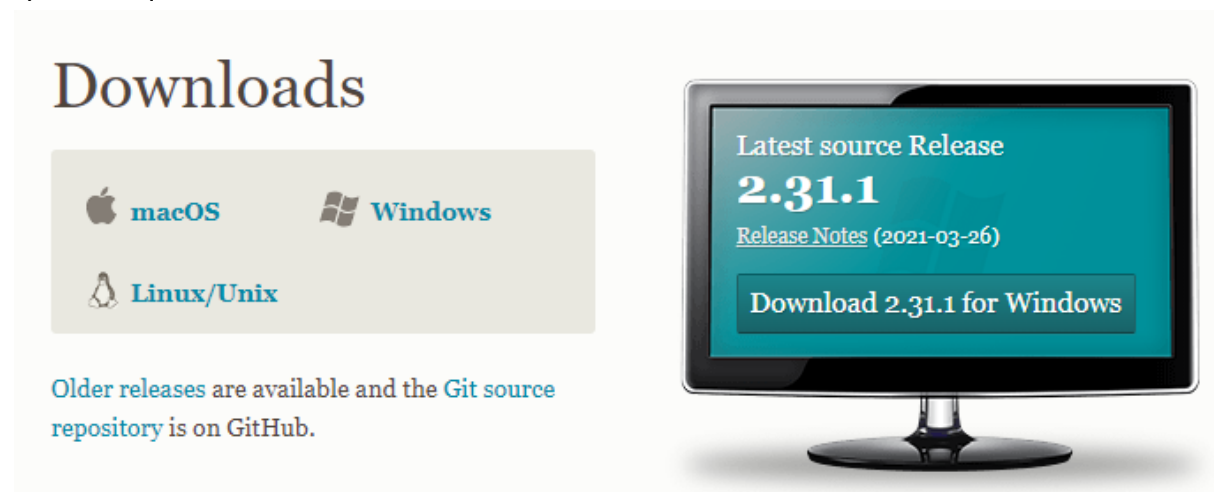 Downloads
macOS
Windows
Linux/Unix
Older releases are available and the Git source
repository is on GitHub.
Latest source Release
2.31.1
Release Notes (2021-03-26)
Download 2.31.1 for Windows